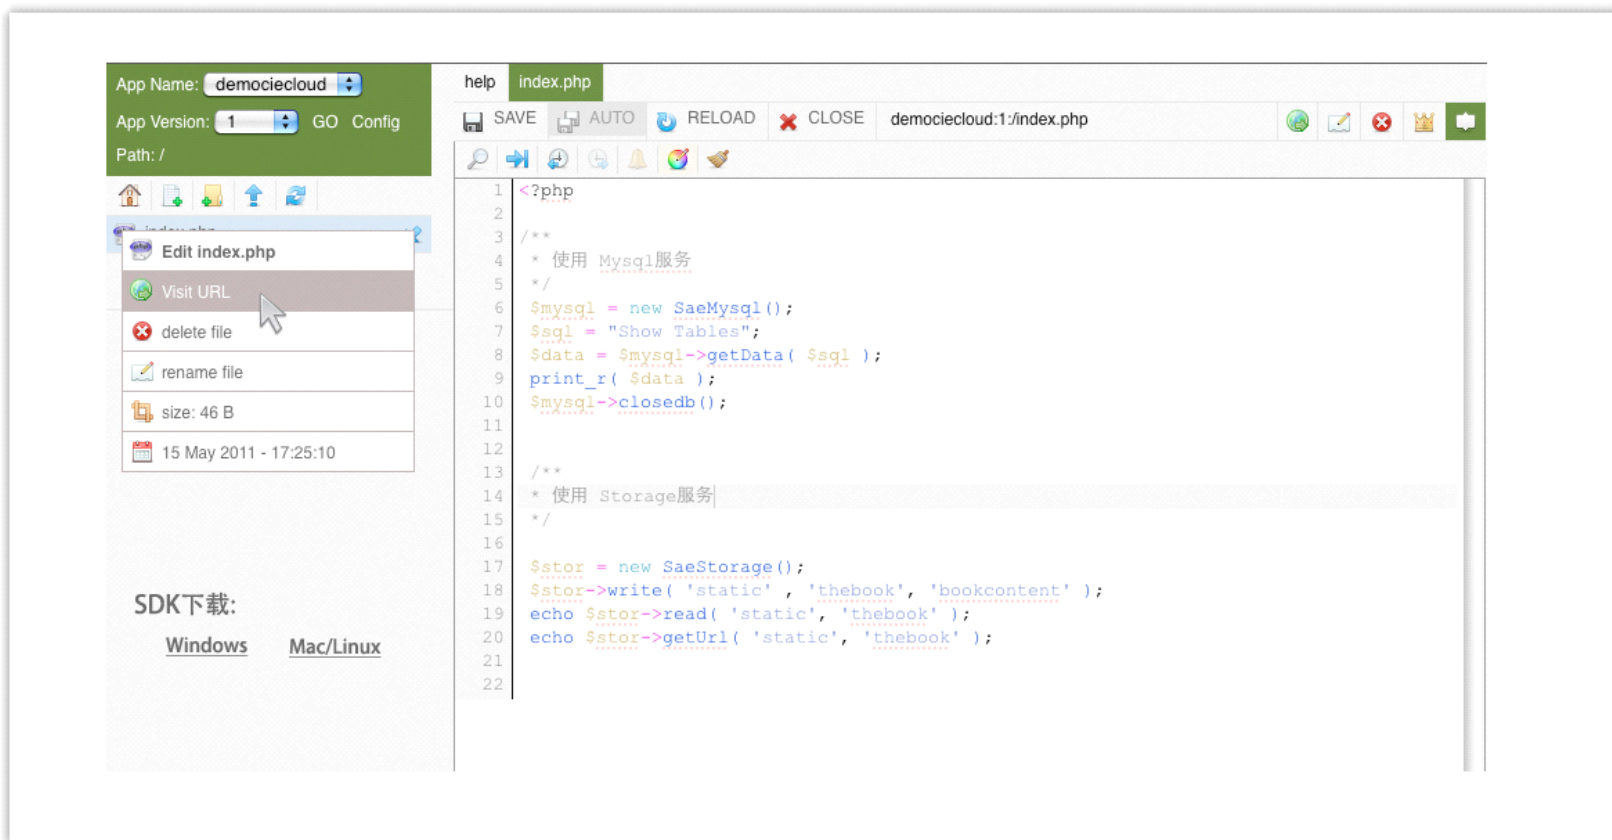 App Name: demociecloud
App Version: 1 GO Config
Path: /
index.php
Edit index.php
Visit URL
delete file
rename file
size: 46 B
15 May 2011 - 17:25:10
SDK下载:
Windows Mac/Linux
help index.php
SAVE AUTO RELOAD CLOSE demociecloud:1:/index.php
1 <?php
2
3 /**
4 * 使用 Mysql服务
5 */
6 $mysql = new SaeMysql();
7 $sql = "Show Tables";
8 $data = $mysql->getData( $sql );
9 print_r( $data );
10 $mysql->closedb();
11
12
13 /**
14 * 使用 Storage服务
15 */
16
17 $stor = new SaeStorage();
18 $stor->write( 'static' , 'thebook', 'bookcontent' );
19 echo $stor->read( 'static', 'thebook' );
20 echo $stor->getUrl( 'static', 'thebook' );
21
22